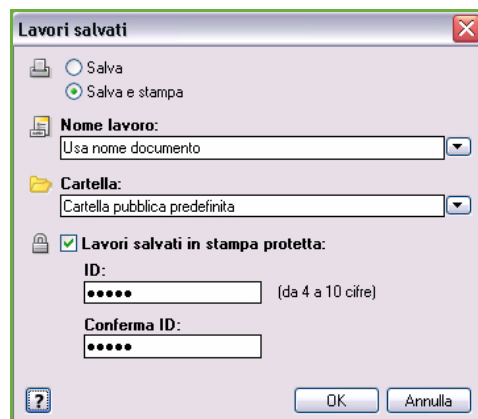 Lavori salvati
Salva
Salva e stampa
Nome lavoro:
Usa nome documento
Cartella:
Cartella pubblica predefinita
Lavori salvati in stampa protetta:
ID:
●●●●● (da 4 a 10 cifre)
Conferma ID:
●●●●●
? OK Annulla